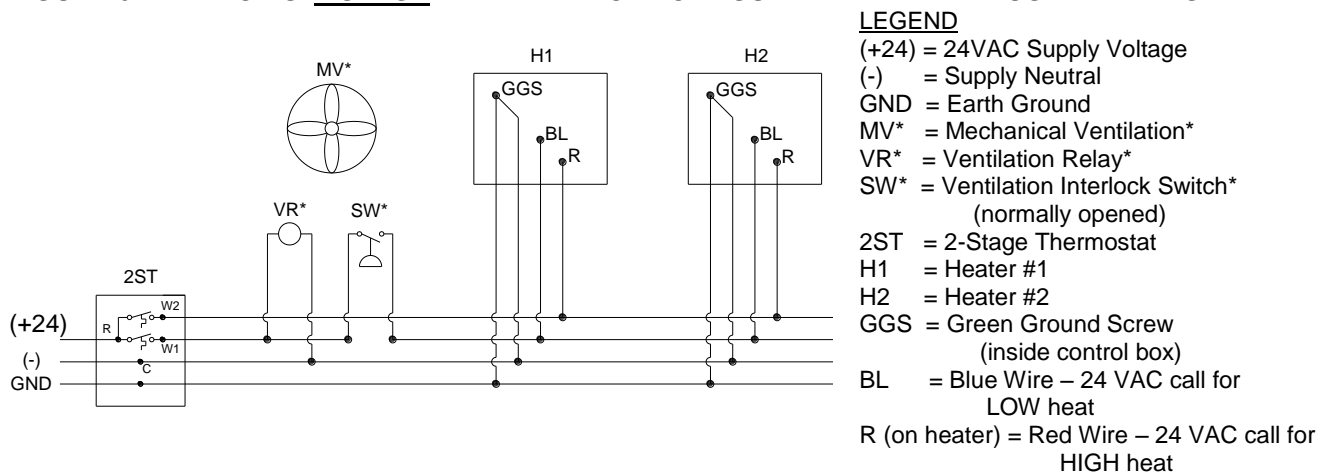 LEGEND
(+24) = 24VAC Supply Voltage
(-) = Supply Neutral
GND = Earth Ground
MV* = Mechanical Ventilation*
VR* = Ventilation Relay*
SW* = Ventilation Interlock Switch*
(normally opened)
2ST = 2-Stage Thermostat
H1 = Heater #1
H2 = Heater #2
GGS = Green Ground Screw
(inside control box)
BL = Blue Wire – 24 VAC call for
LOW heat
R (on heater) = Red Wire – 24 VAC call for
HIGH heat
MV*
H1
H2
GGS
BL
R
GGS
BL
R
VR*
SW*
2ST
W2
(+24)
R
W1
(-)
C
GND